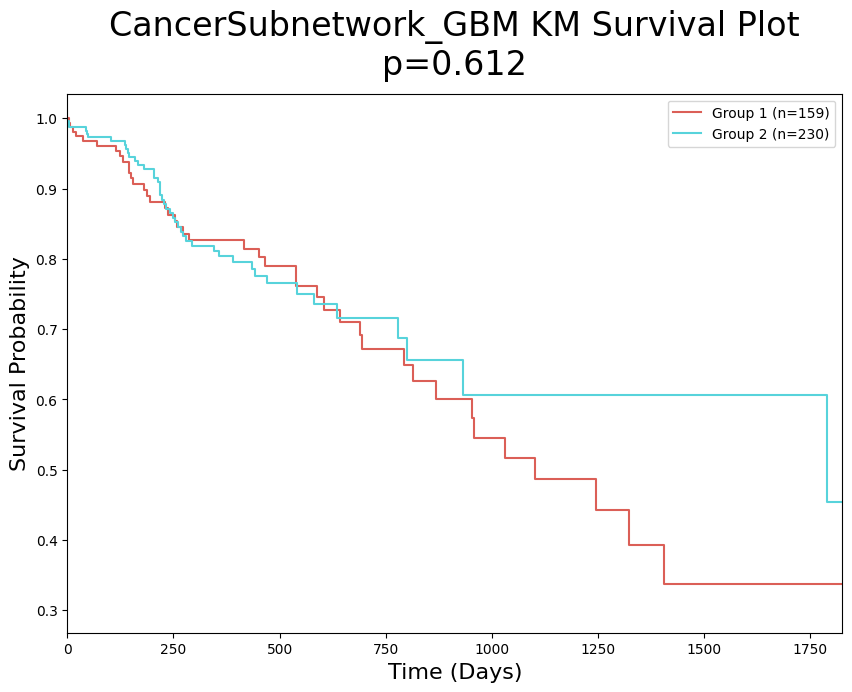 CancerSubnetwork_GBM KM Survival Plot
p=0.612
Group 1 (n=159)
Group 2 (n=230)
Survival Probability
1.0
0.9
0.8
0.7
0.6
0.5
0.4
0.3
0 250 500 750 1000 1250 1500 1750
Time (Days)